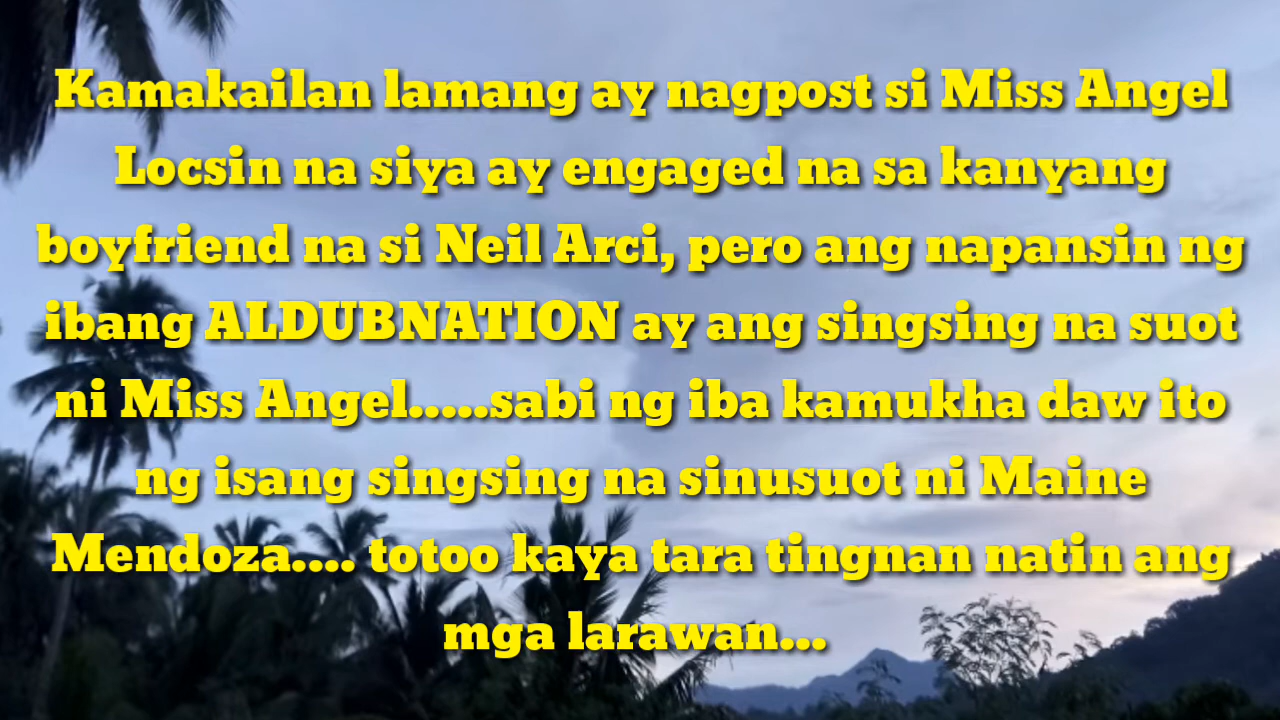 Kamakailan lamang ay nagpost si Miss Angel
Locsin na siya ay engaged na sa kanyang
boyfriend na si Neil Arci, pero ang napansin ng
ibang ALDUBNATION ay ang singsing na suot
ni Miss Angel.....sabi ng iba kamukha daw ito
ng isang singsing na sinusuot ni Maine
Mendoza.... totoo kaya tara tingnan natin ang
mga larawan...